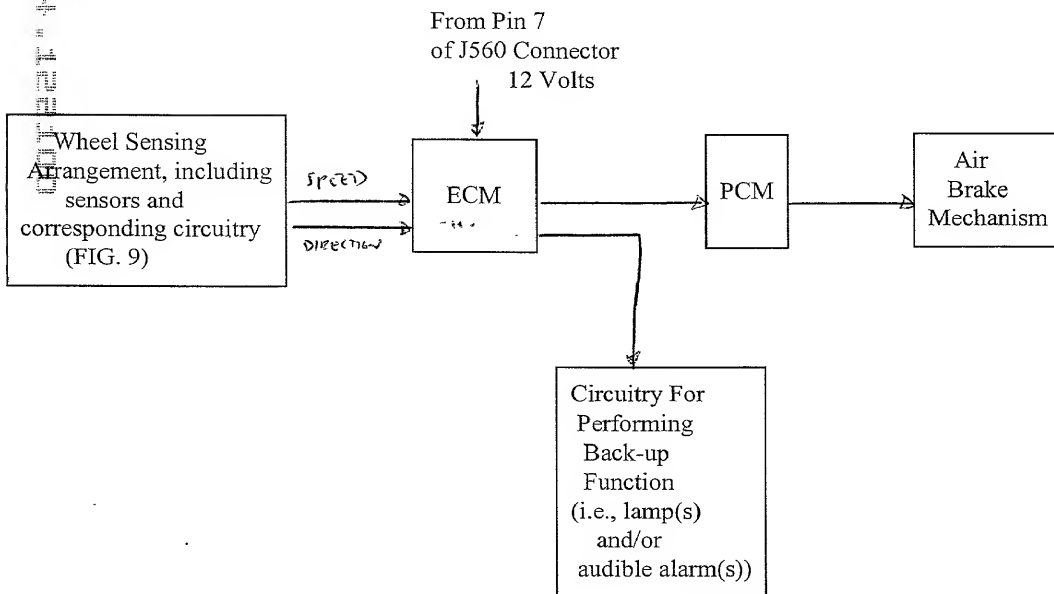 From Pin 7
of J560 Connector
12 Volts
Wheel Sensing
Arrangement, including
sensors and
corresponding circuitry
(FIG. 9)
SPEED
DIRECTION
ECM
PCM
Air
Brake
Mechanism
Circuitry For
Performing
Back-up
Function
(i.e., lamp(s)
and/or
audible alarm(s))